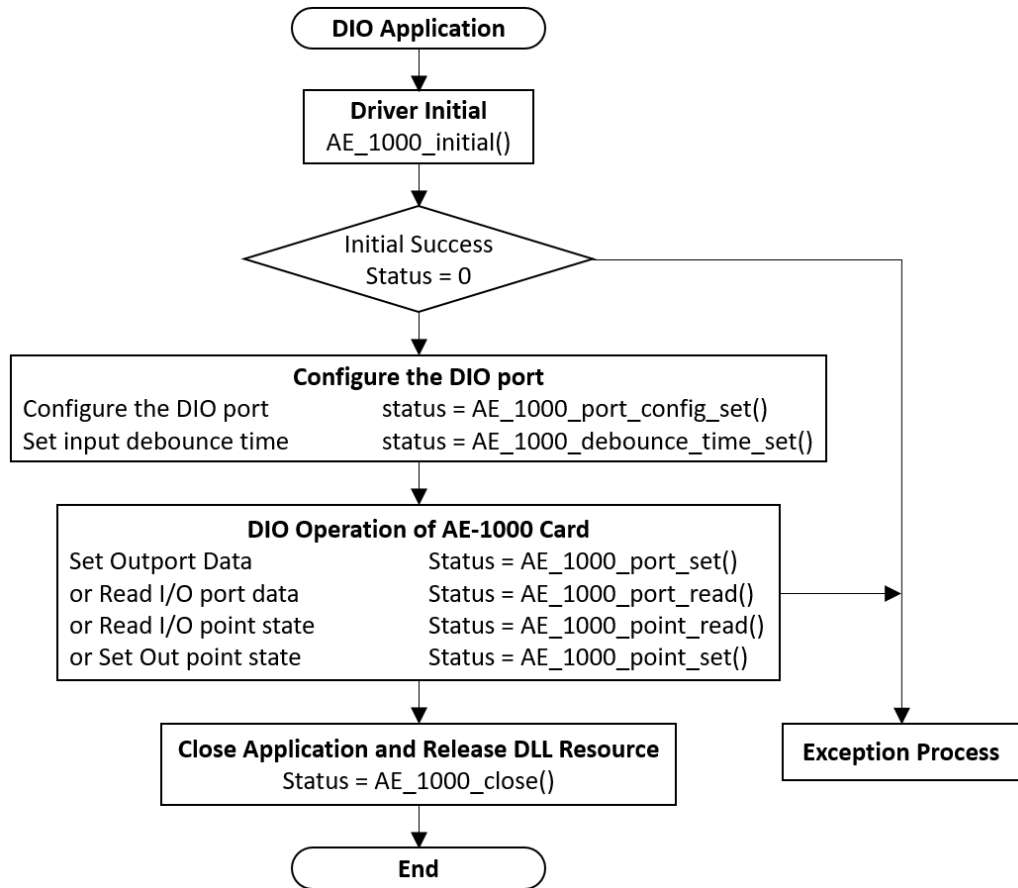 DIO Application
Driver Initial
AE_1000_initial()
Initial Success
Status = 0
Configure the DIO port
Configure the DIO port status = AE_1000_port_config_set()
Set input debounce time status = AE_1000_debounce_time_set()
DIO Operation of AE-1000 Card
Set Outport Data Status = AE_1000_port_set()
or Read I/O port data Status = AE_1000_port_read()
or Read I/O point state Status = AE_1000_point_read()
or Set Out point state Status = AE_1000_point_set()
Close Application and Release DLL Resource
Status = AE_1000_close()
Exception Process
End